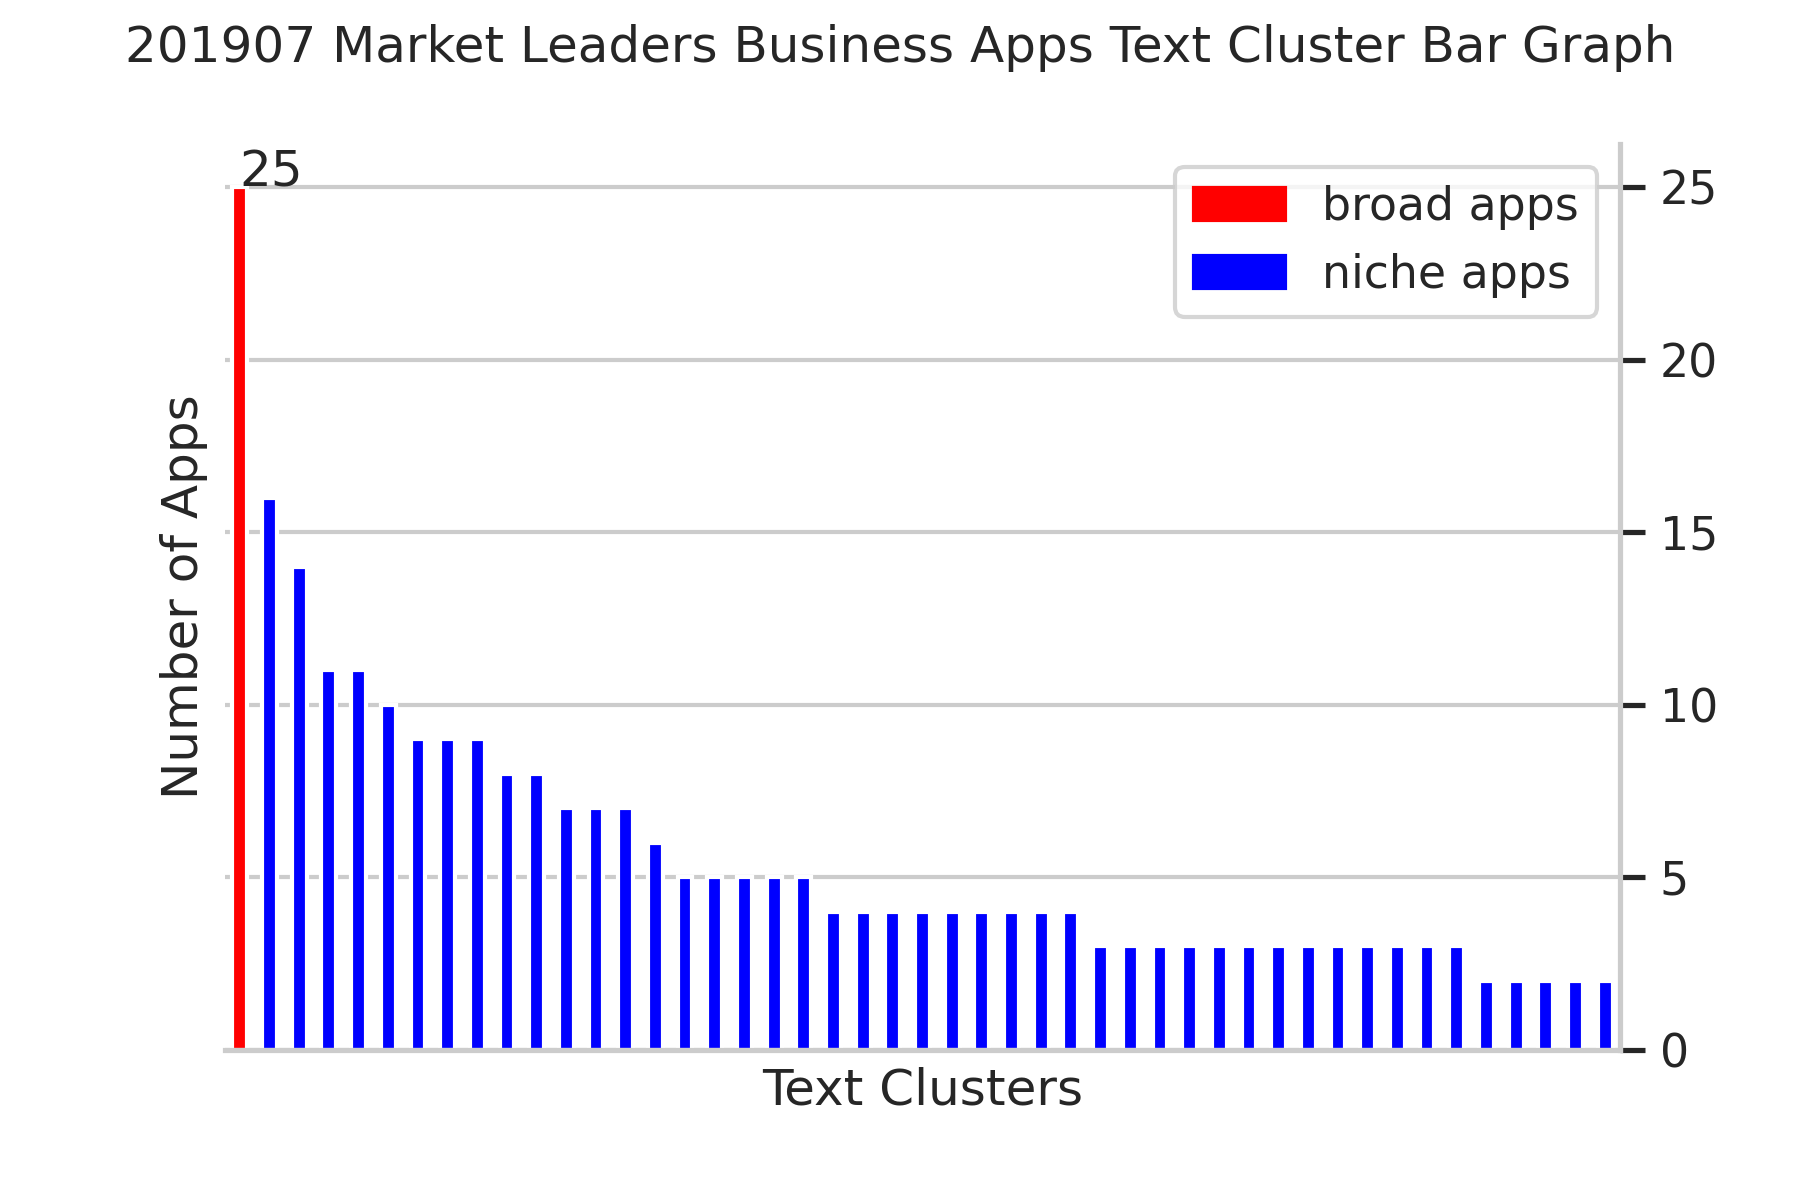 201907 Market Leaders Business Apps Text Cluster Bar Graph
25
broad apps
niche apps
25
20
15
10
5
0
Number of Apps
Text Clusters